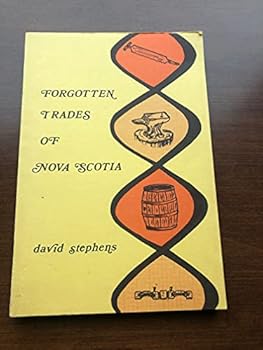 FORGOTTEN
TRADES
OF
NOVA SCOTIA
david stephens